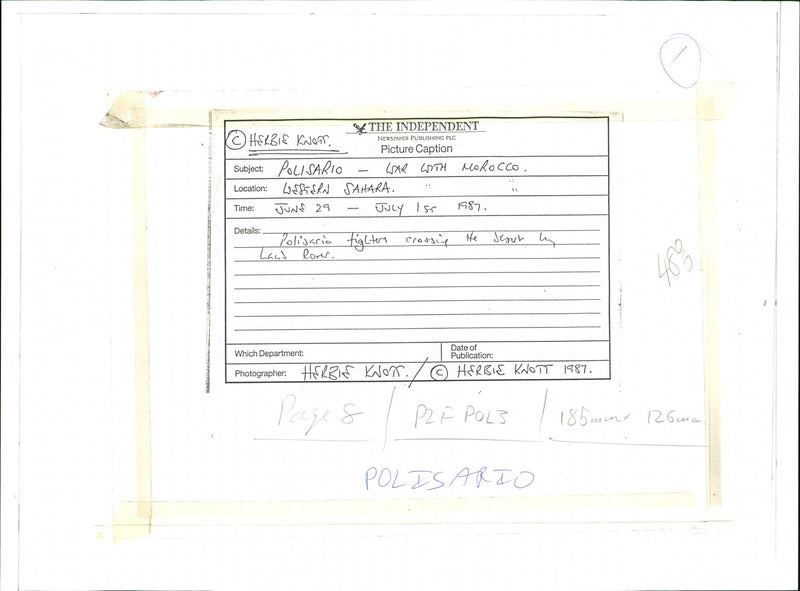 1
THE INDEPENDENT
© HERBIE KNOTT.
NEWSPAPER PUBLISHING PLC
Picture Caption
Subject: POLISARIO — WAR WITH MOROCCO.
Location: WESTERN SAHARA. " "
Time: JUNE 29 — JULY 1st 1987.
Details: Polisario fighters crossing the desert by
Land Rover.
Which Department:
Date of
Publication:
Photographer: HERBIE KNOTT. / © HERBIE KNOTT 1987.
48%
Page 8 / P2F POL3 / 185mm x 126mm
POLISARIO